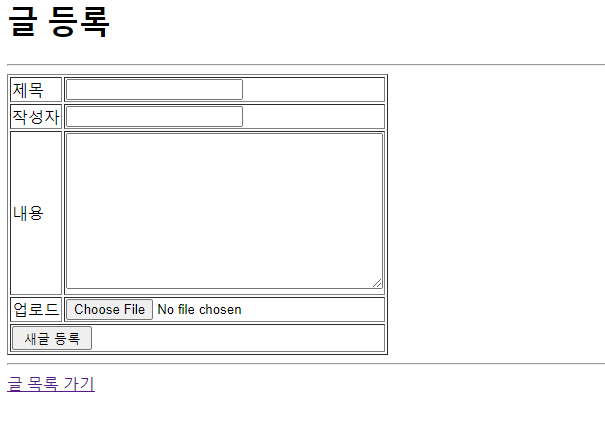 글 등록
제목
작성자
내용
업로드 Choose File No file chosen
새글 등록
글 목록 가기